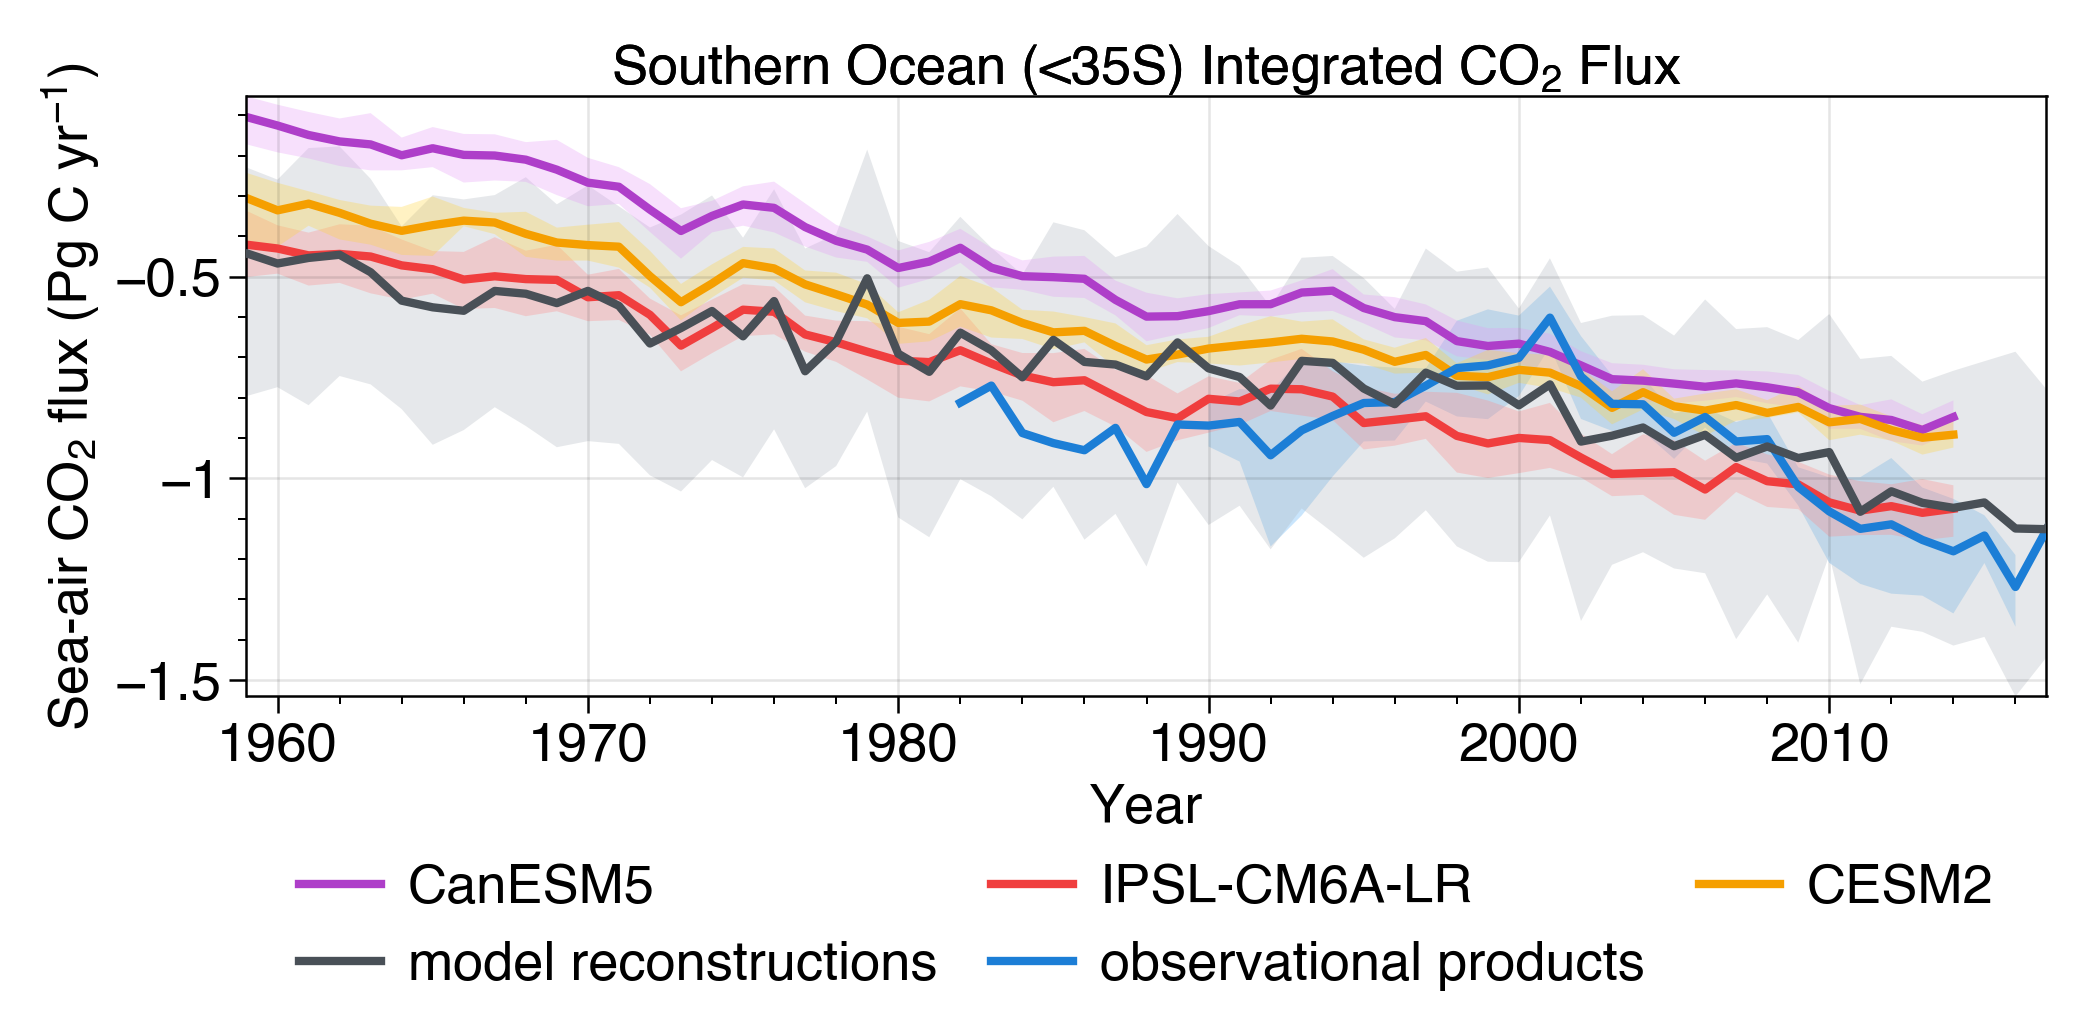 Southern Ocean (<35S) Integrated CO₂ Flux
Sea-air CO₂ flux (Pg C yr⁻¹)
−0.5
−1
−1.5
1960 1970 1980 1990 2000 2010
Year
CanESM5 IPSL-CM6A-LR CESM2
model reconstructions observational products